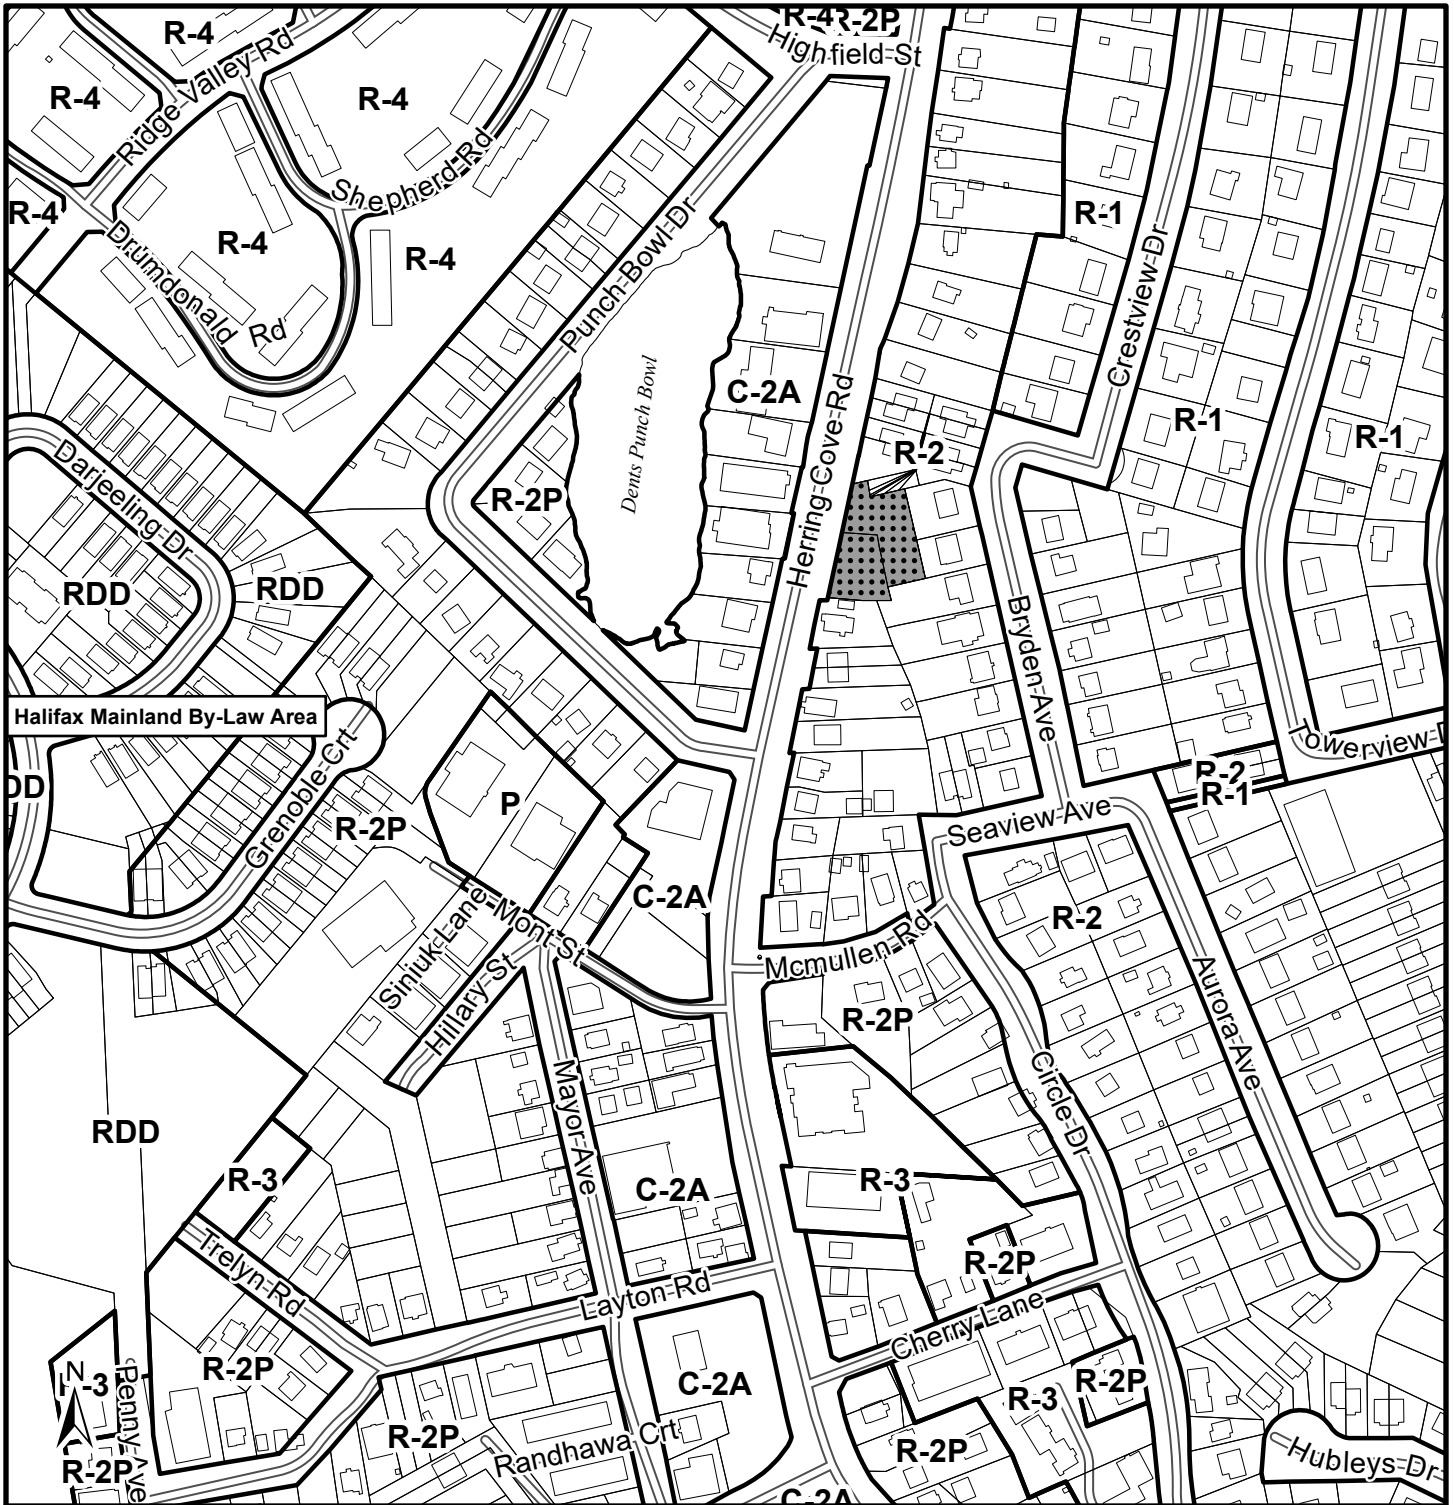 R-4
R-2P
R-4
Highfield St
Ridge Valley Rd
R-4
R-4
Shepherd Rd
R-4
R-1
Drumdonald Rd
R-4
R-4
Punch Bowl Dr
Crestview Dr
Dents Punch Bowl
C-2A
Herring Cove Rd
R-1
R-1
R-2
Darjeeling Dr
R-2P
RDD
RDD
Bryden Ave
Halifax Mainland By-Law Area
Towerview
R-2
R-1
Grenoble Crt
P
R-2P
Seaview Ave
C-2A
R-2
Siniuk Lane
Le Mont St
Mcmullen Rd
Hillary St
R-2P
Aurora Ave
Circle Dr
Mayor Ave
RDD
R-3
C-2A
R-3
Trelyn Rd
R-2P
Layton Rd
Cherry Lane
N
R-2P
C-2A
R-3
R-2P
Penny Ave
R-2P
R-2P
Randhawa Crt
R-2P
Hubleys Dr
C-2A